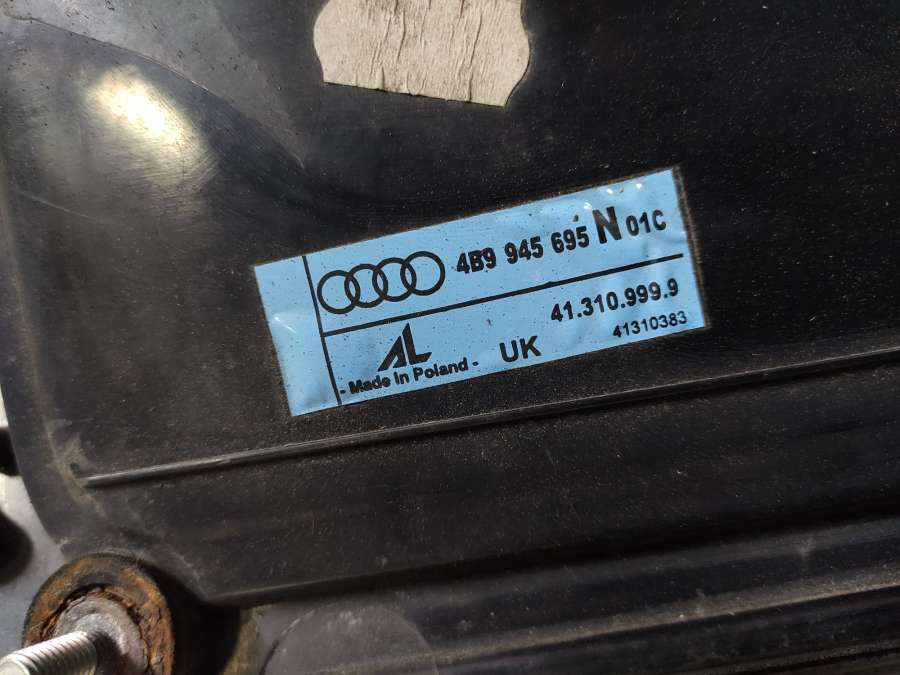 4B9 945 695 N 01C
41.310.999.9
AL
UK
41310383
- Made in Poland -